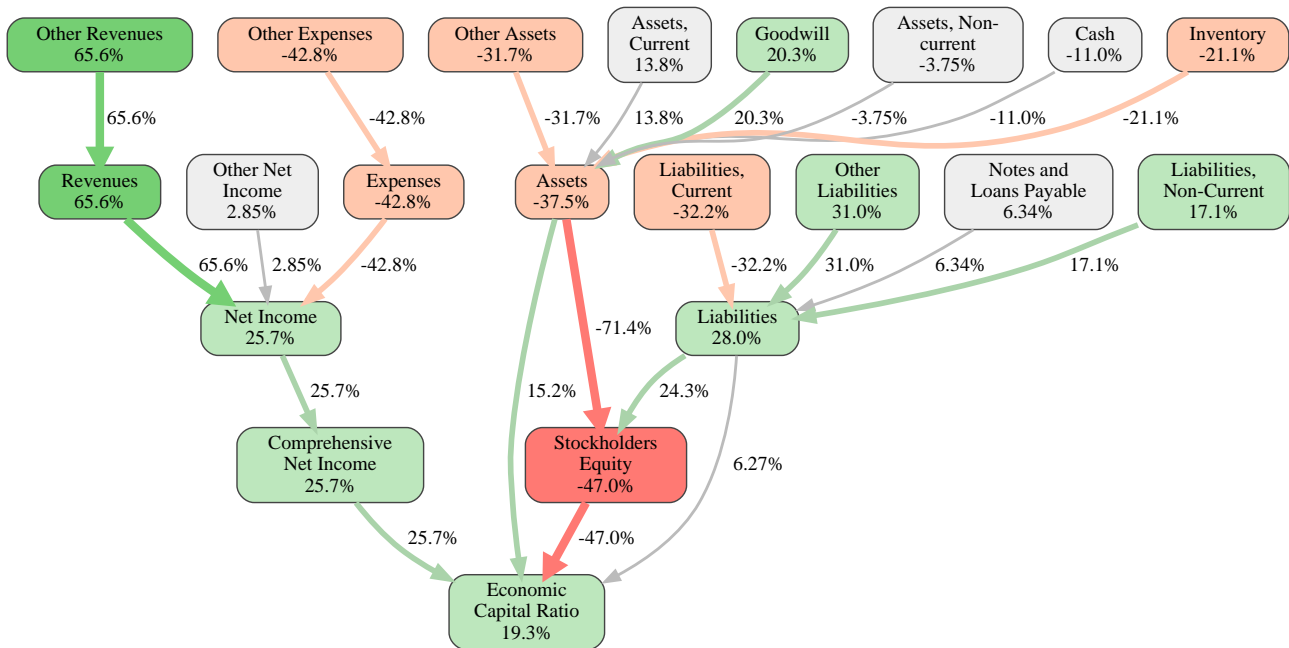 Other Revenues
65.6%
Other Expenses
-42.8%
Other Assets
-31.7%
Assets,
Current
13.8%
Goodwill
20.3%
Assets, Non-
current
-3.75%
Cash
-11.0%
Inventory
-21.1%
65.6%
-42.8%
-31.7%
13.8%
20.3%
-3.75%
-11.0%
-21.1%
Revenues
65.6%
Other Net
Income
2.85%
Expenses
-42.8%
Assets
-37.5%
Liabilities,
Current
-32.2%
Other
Liabilities
31.0%
Notes and
Loans Payable
6.34%
Liabilities,
Non-Current
17.1%
65.6%
2.85%
-42.8%
-32.2%
31.0%
6.34%
17.1%
Net Income
25.7%
-71.4%
Liabilities
28.0%
25.7%
15.2%
24.3%
Comprehensive
Net Income
25.7%
Stockholders
Equity
-47.0%
6.27%
25.7%
-47.0%
Economic
Capital Ratio
19.3%